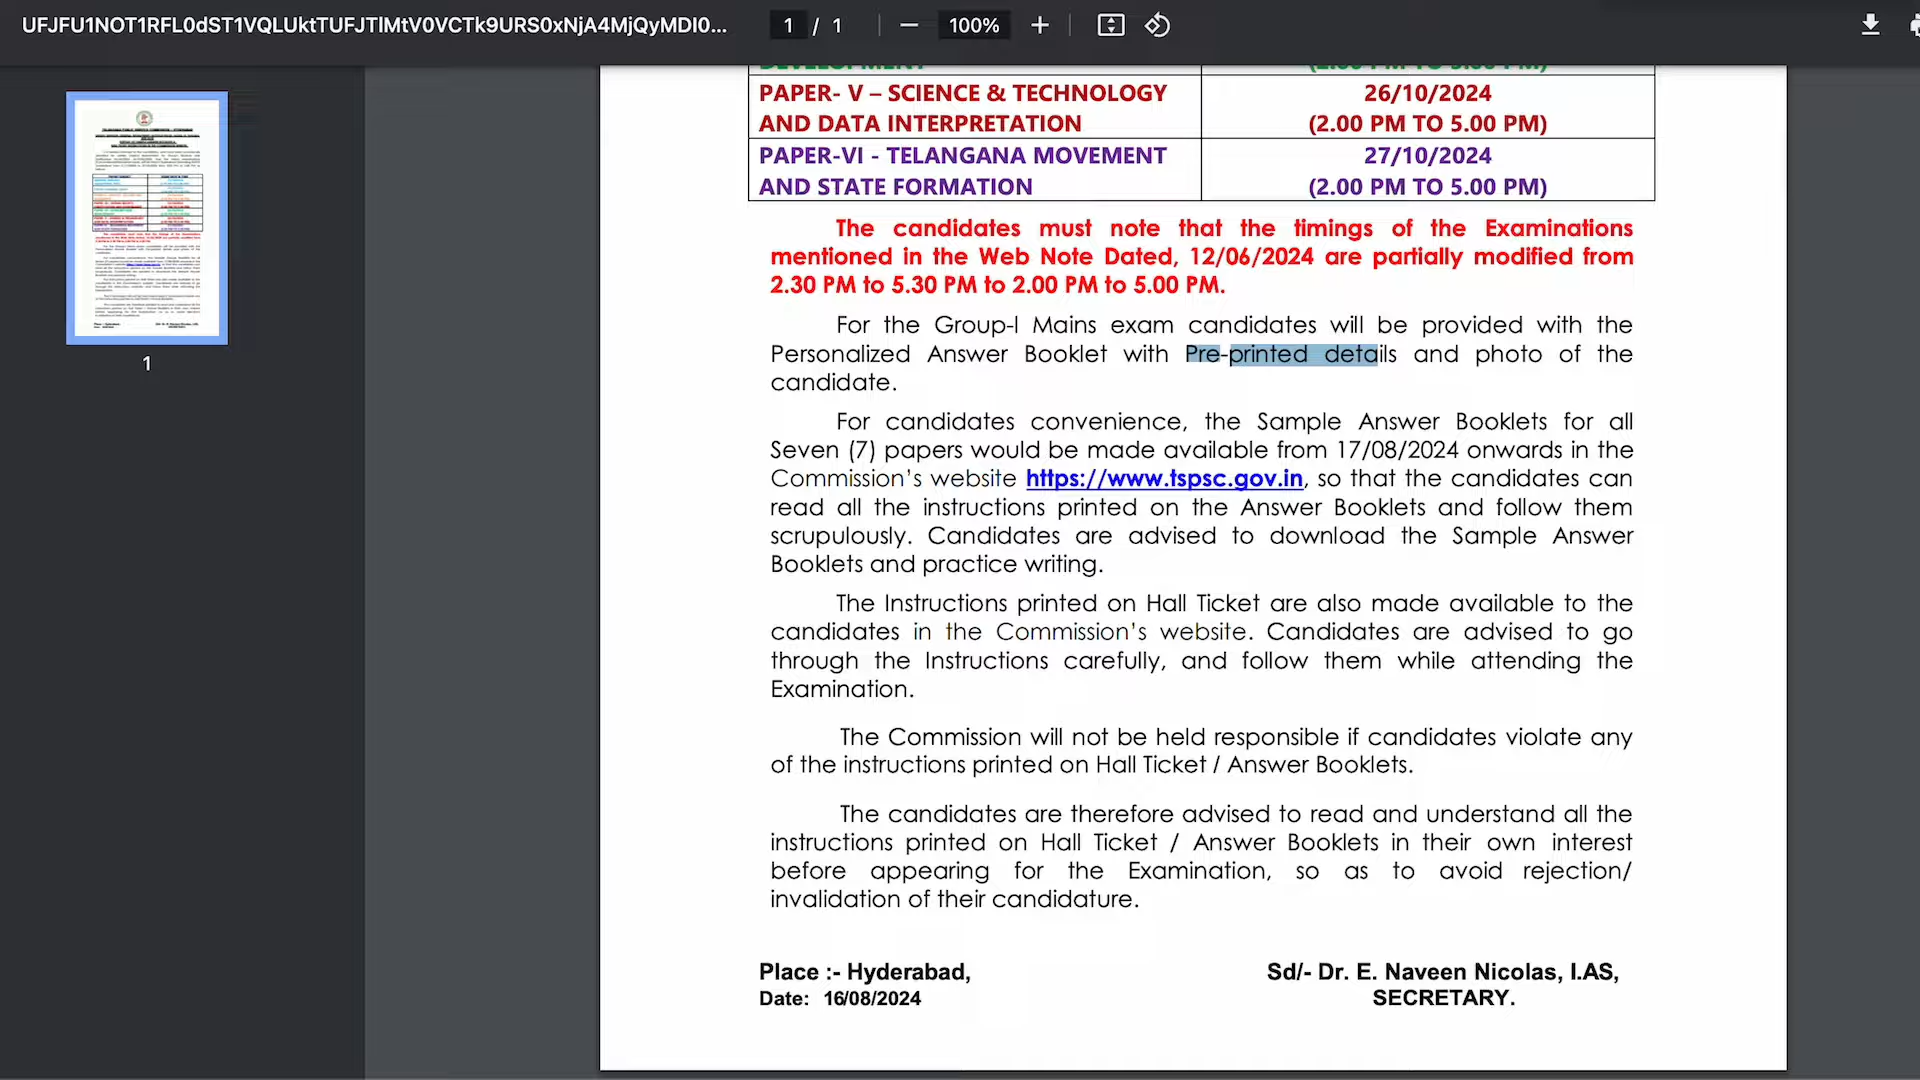 UFJFU1NOT1RFL0dST1VQLUktTUFJTlMtV0VCTk9URS0xNjA4MjQyMDI0... 1 / 1 100%
PAPER- V – SCIENCE & TECHNOLOGY 26/10/2024
AND DATA INTERPRETATION (2.00 PM TO 5.00 PM)
PAPER-VI - TELANGANA MOVEMENT 27/10/2024
AND STATE FORMATION (2.00 PM TO 5.00 PM)
The candidates must note that the timings of the Examinations
mentioned in the Web Note Dated, 12/06/2024 are partially modified from
2.30 PM to 5.30 PM to 2.00 PM to 5.00 PM.
For the Group-I Mains exam candidates will be provided with the
Personalized Answer Booklet with Pre-printed details and photo of the
candidate.
For candidates convenience, the Sample Answer Booklets for all
Seven (7) papers would be made available from 17/08/2024 onwards in the
Commission’s website https://www.tspsc.gov.in, so that the candidates can
read all the instructions printed on the Answer Booklets and follow them
scrupulously. Candidates are advised to download the Sample Answer
Booklets and practice writing.
The Instructions printed on Hall Ticket are also made available to the
candidates in the Commission’s website. Candidates are advised to go
through the Instructions carefully, and follow them while attending the
Examination.
The Commission will not be held responsible if candidates violate any
of the instructions printed on Hall Ticket / Answer Booklets.
The candidates are therefore advised to read and understand all the
instructions printed on Hall Ticket / Answer Booklets in their own interest
before appearing for the Examination, so as to avoid rejection/
invalidation of their candidature.
Place :- Hyderabad, Sd/- Dr. E. Naveen Nicolas, I.AS,
Date: 16/08/2024 SECRETARY.
1